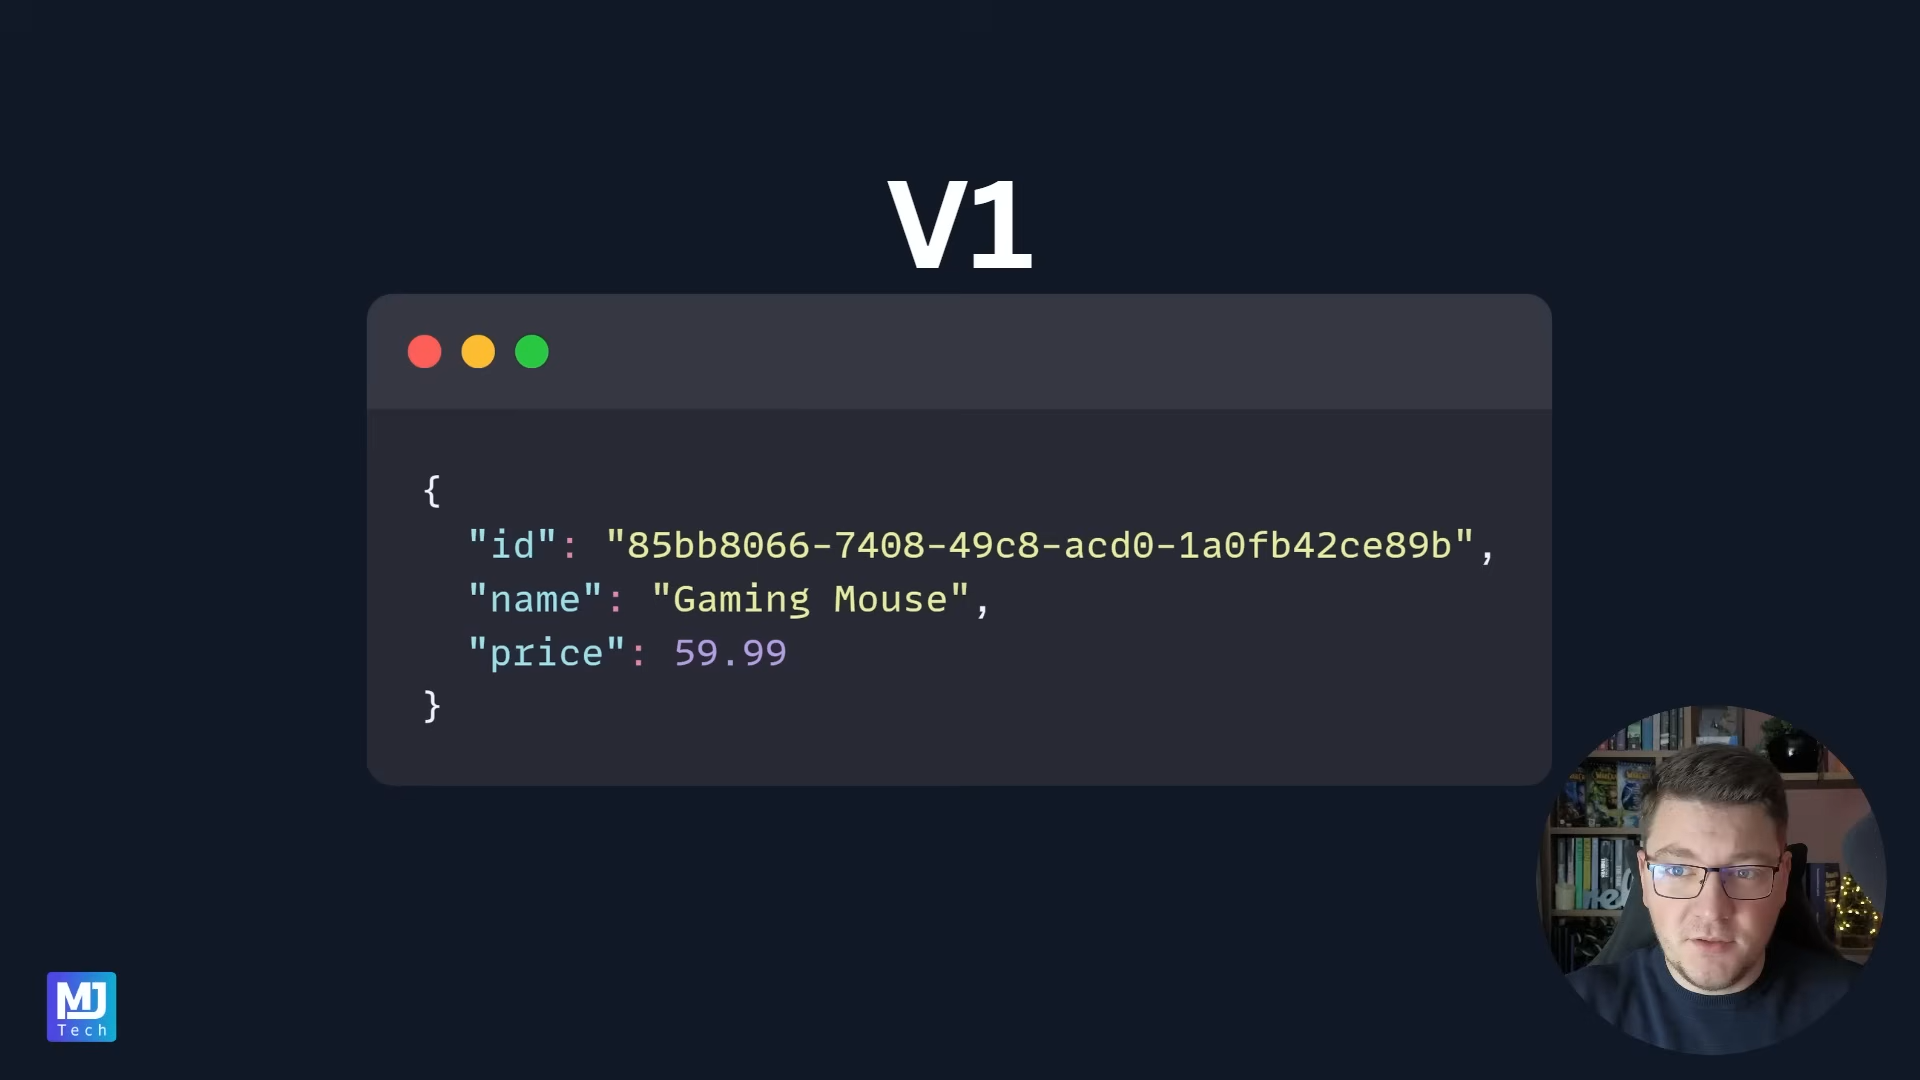 V1
{
"id": "85bb8066-7408-49c8-acd0-1a0fb42ce89b",
"name": "Gaming Mouse",
"price": 59.99
}
MJ
Tech